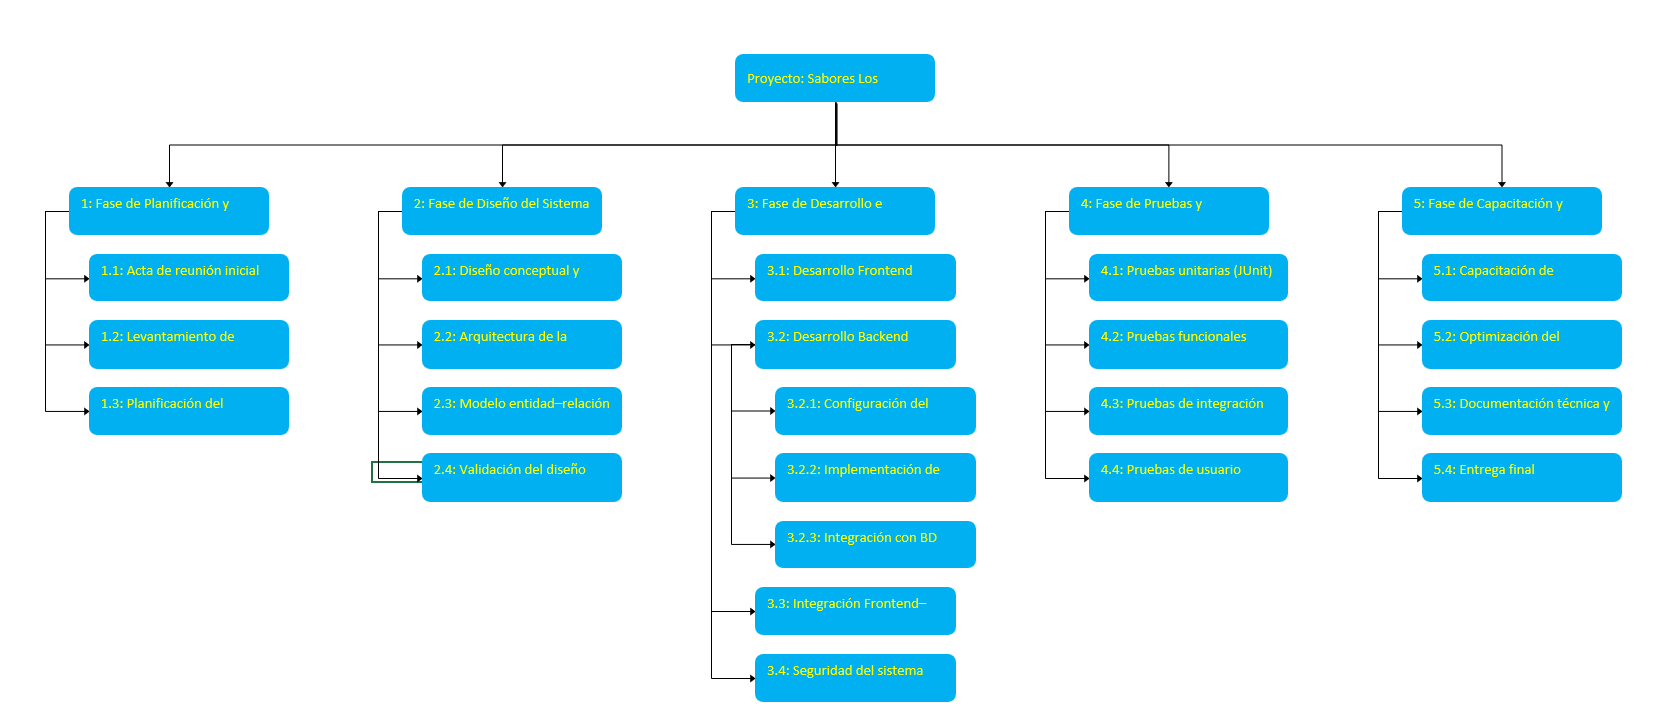 Proyecto: Sabores Los
1: Fase de Planificación y
1.1: Acta de reunión inicial
1.2: Levantamiento de
1.3: Planificación del
2: Fase de Diseño del Sistema
2.1: Diseño conceptual y
2.2: Arquitectura de la
2.3: Modelo entidad–relación
2.4: Validación del diseño
3: Fase de Desarrollo e
3.1: Desarrollo Frontend
3.2: Desarrollo Backend
3.2.1: Configuración del
3.2.2: Implementación de
3.2.3: Integración con BD
3.3: Integración Frontend–
3.4: Seguridad del sistema
4: Fase de Pruebas y
4.1: Pruebas unitarias (JUnit)
4.2: Pruebas funcionales
4.3: Pruebas de integración
4.4: Pruebas de usuario
5: Fase de Capacitación y
5.1: Capacitación de
5.2: Optimización del
5.3: Documentación técnica y
5.4: Entrega final